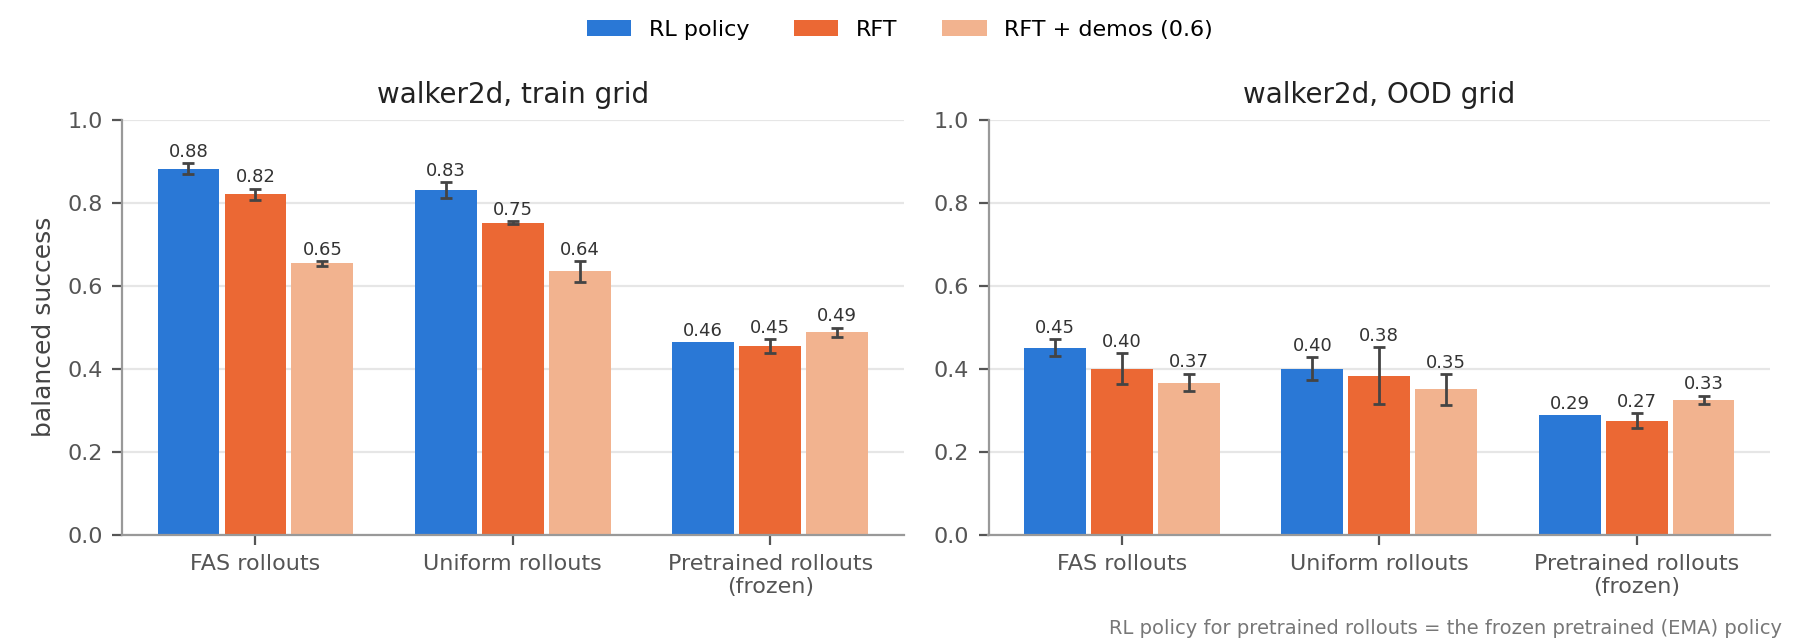 RL policy RFT RFT + demos (0.6)
walker2d, train grid
balanced success
1.0
0.8
0.6
0.4
0.2
0.0
0.88
0.82
0.65
0.83
0.75
0.64
0.46
0.45
0.49
FAS rollouts
Uniform rollouts
Pretrained rollouts
(frozen)
walker2d, OOD grid
1.0
0.8
0.6
0.4
0.2
0.0
0.45
0.40
0.37
0.40
0.38
0.35
0.29
0.27
0.33
FAS rollouts
Uniform rollouts
Pretrained rollouts
(frozen)
RL policy for pretrained rollouts = the frozen pretrained (EMA) policy